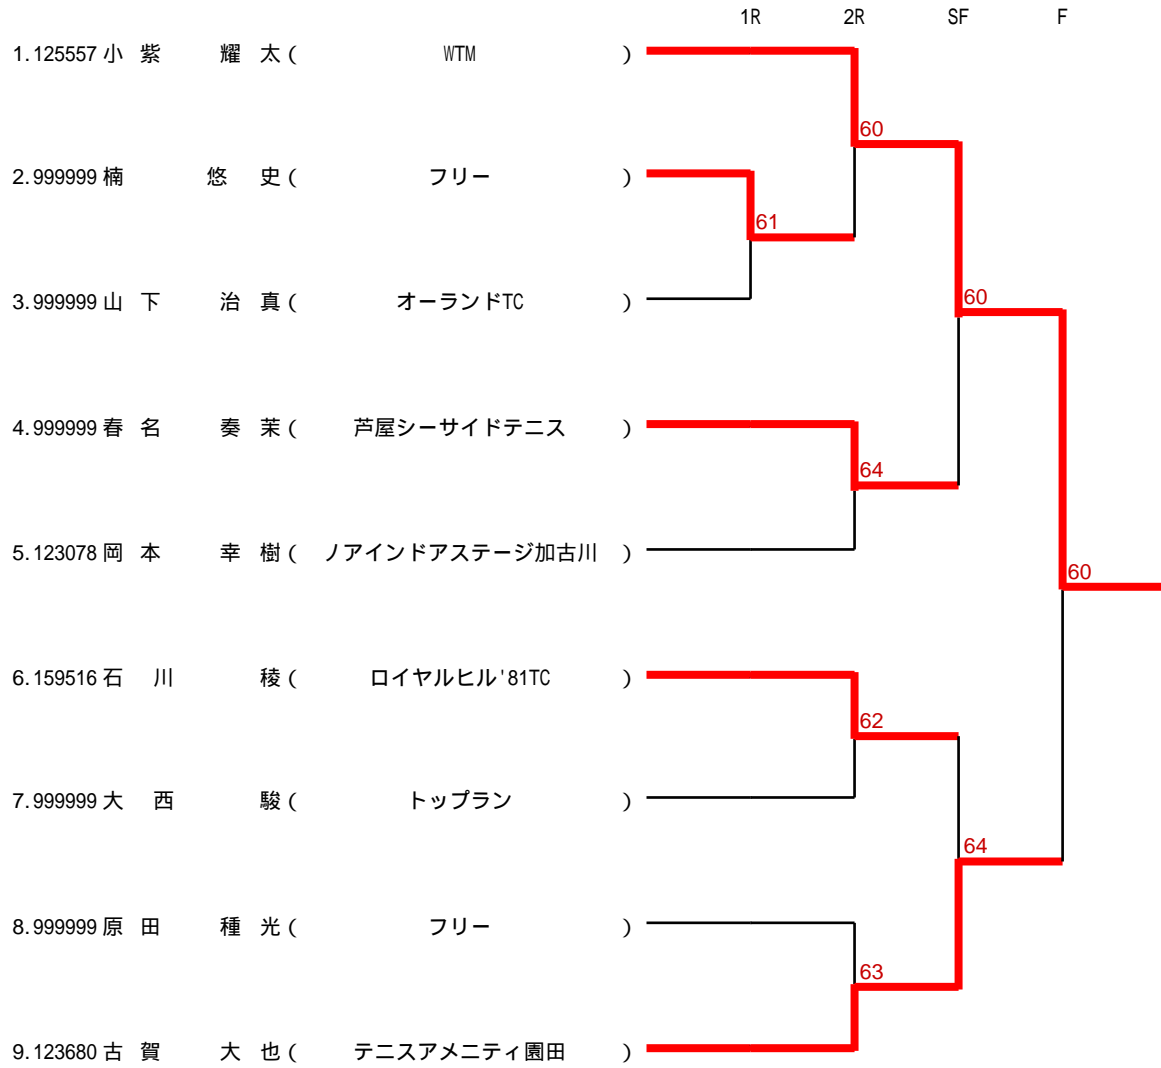 1R 2R SF F
1.125557 小 紫 耀 太 ( WTM )
60
2.999999 楠 悠 史 ( フリー )
61
3.999999 山 下 治 真 ( オーランドTC )
60
4.999999 春 名 奏 茉 ( 芦屋シーサイドテニス )
64
5.123078 岡 本 幸 樹 ( ノアインドアステージ加古川 )
60
6.159516 石 川 稜 ( ロイヤルヒル'81TC )
62
7.999999 大 西 駿 ( トップラン )
64
8.999999 原 田 種 光 ( フリー )
63
9.123680 古 賀 大 也 ( テニスアメニティ園田 )